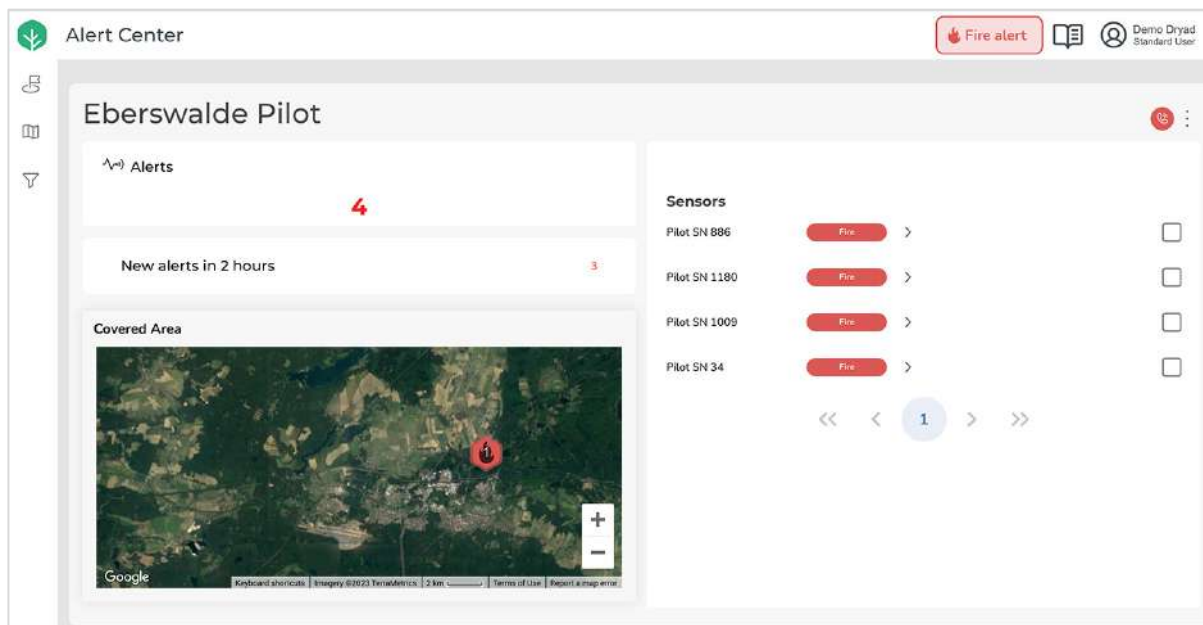 Alert Center
Fire alert
Demo Dryad
Standard User
Eberswalde Pilot
Alerts
4
New alerts in 2 hours
3
Covered Area
1
Google
Keyboard shortcuts
Imagery ©2023 TerraMetrics
2 km
Terms of Use
Report a map error
Sensors
Pilot SN 886
Fire
Pilot SN 1180
Fire
Pilot SN 1009
Fire
Pilot SN 34
Fire
<< < 1 > >>